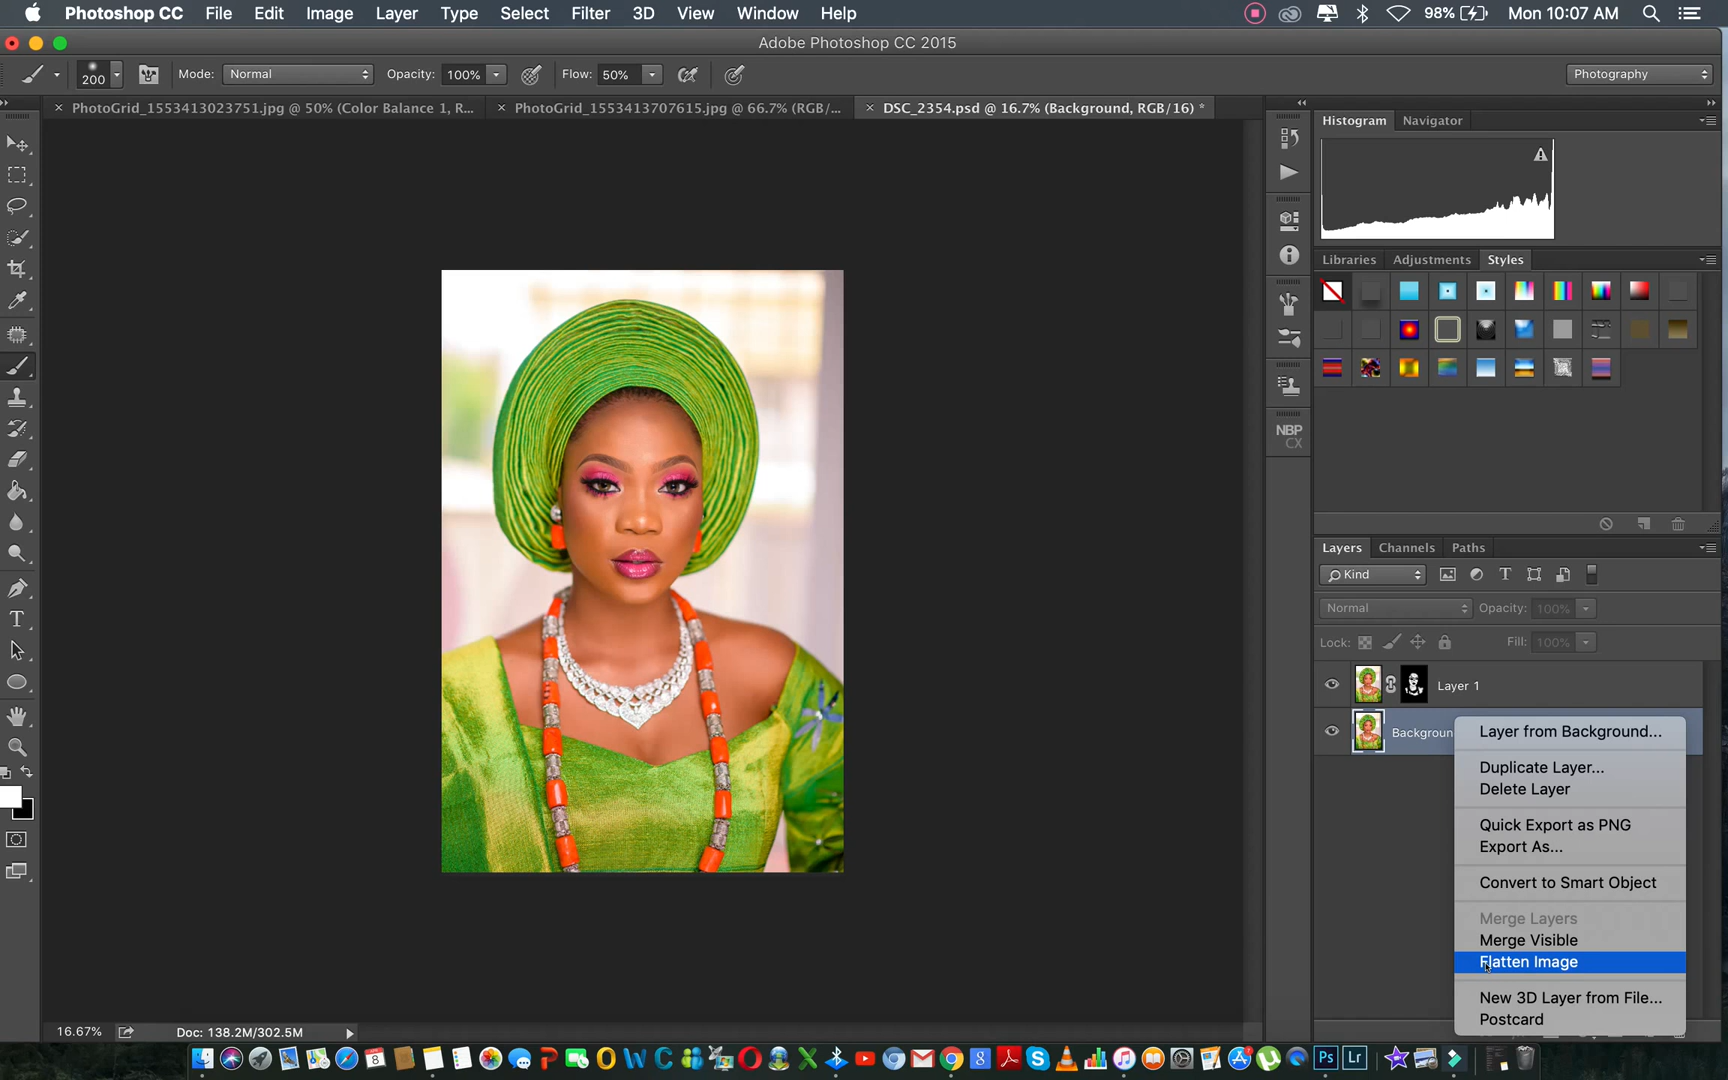 Photoshop CC File Edit Image Layer Type Select Filter 3D View Window Help 98% Mon 10:07 AM
Adobe Photoshop CC 2015
200 Mode: Normal Opacity: 100% Flow: 50% Photography
PhotoGrid_1553413023751.jpg @ 50% (Color Balance 1, R... PhotoGrid_1553413707615.jpg @ 66.7% (RGB/... DSC_2354.psd @ 16.7% (Background, RGB/16) *
Histogram Navigator
Libraries Adjustments Styles
NBP
CX
Layers Channels Paths
Kind
Normal Opacity: 100%
Lock: Fill: 100%
Layer 1
Layer from Background...
Duplicate Layer...
Delete Layer
Quick Export as PNG
Export As...
Convert to Smart Object
Merge Layers
Merge Visible
Flatten Image
New 3D Layer from File...
Postcard
16.67% Doc: 138.2M/302.5M
8 Ps Lr